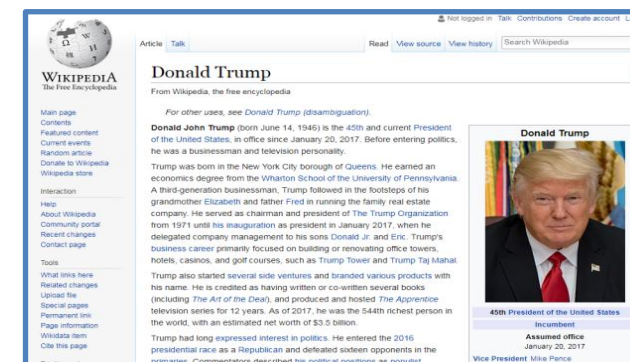 Not logged in Talk Contributions Create account
Article Talk Read View source View history Search Wikipedia
WIKIPEDIA
The Free Encyclopedia
Main page
Contents
Featured content
Current events
Random article
Donate to Wikipedia
Wikipedia store
Interaction
Help
About Wikipedia
Community portal
Recent changes
Contact page
Tools
What links here
Related changes
Upload file
Special pages
Permanent link
Page information
Wikidata item
Cite this page
Donald Trump
From Wikipedia, the free encyclopedia
For other uses, see Donald Trump (disambiguation).
Donald John Trump (born June 14, 1946) is the 45th and current President
of the United States, in office since January 20, 2017. Before entering politics,
he was a businessman and television personality.
Trump was born in the New York City borough of Queens. He earned an
economics degree from the Wharton School of the University of Pennsylvania.
A third-generation businessman, Trump followed in the footsteps of his
grandmother Elizabeth and father Fred in running the family real estate
company. He served as chairman and president of The Trump Organization
from 1971 until his inauguration as president in January 2017, when he
delegated company management to his sons Donald Jr. and Eric. Trump's
business career primarily focused on building or renovating office towers,
hotels, casinos, and golf courses, such as Trump Tower and Trump Taj Mahal.
Trump also started several side ventures and branded various products with
his name. He is credited as having written or co-written several books
(including The Art of the Deal), and produced and hosted The Apprentice
television series for 12 years. As of 2017, he was the 544th richest person in
the world, with an estimated net worth of $3.5 billion.
Trump had long expressed interest in politics. He entered the 2016
presidential race as a Republican and defeated sixteen opponents in the
primaries. Commentators described his political positions as populist,
Donald Trump
45th President of the United States
Incumbent
Assumed office
January 20, 2017
Vice President Mike Pence